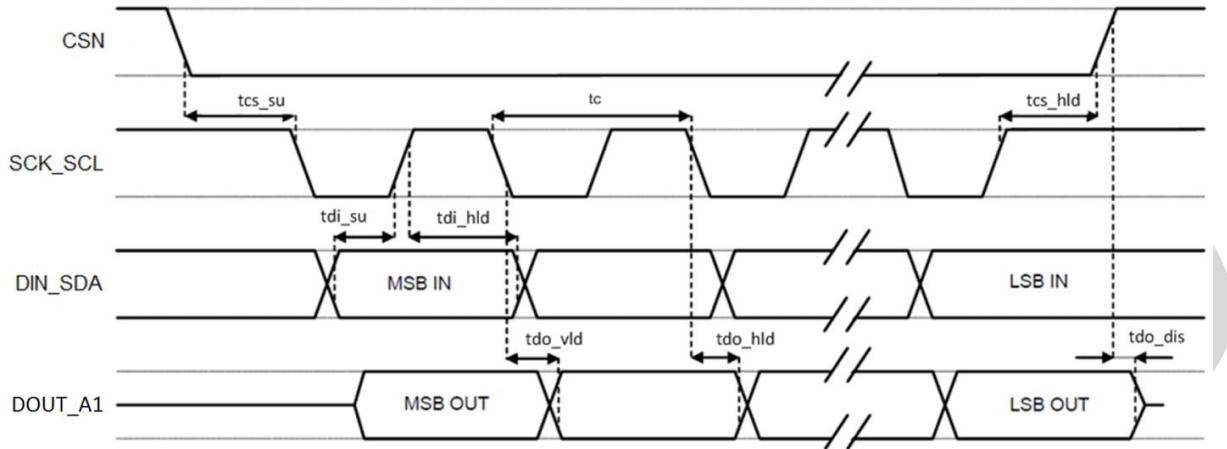 CSN
tcs_su
tc
tcs_hld
SCK_SCL
tdi_su
tdi_hld
DIN_SDA
MSB IN
LSB IN
tdo_vld
tdo_hld
tdo_dis
DOUT_A1
MSB OUT
LSB OUT